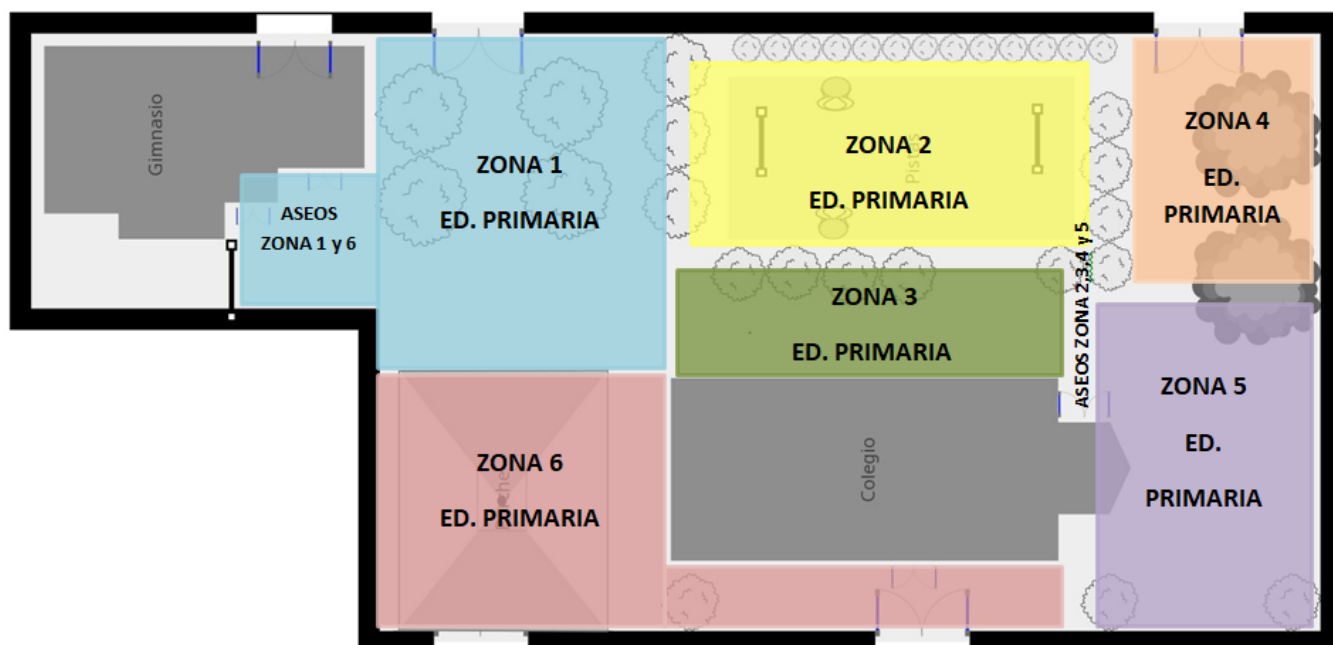 Gimnasio
ASEOS
ZONA 1 y 6
ZONA 1
ED. PRIMARIA
ZONA 2
ED. PRIMARIA
Pistas
ZONA 3
ED. PRIMARIA
ASEOS ZONA 2,3,4 y 5
ZONA 4
ED.
PRIMARIA
ZONA 5
ED.
PRIMARIA
ZONA 6
ED. PRIMARIA
Colegio